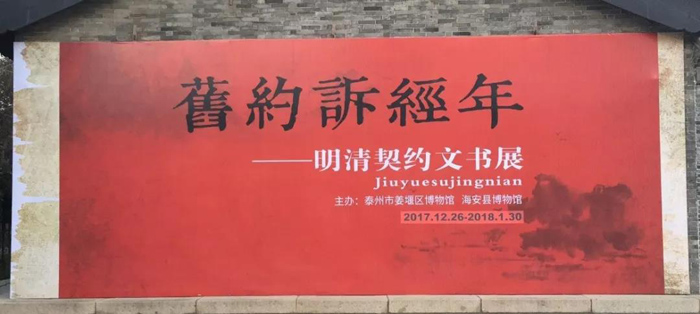 舊約訴經年
——明清契约文书展
Jiuyuesujingnian
主办：泰州市姜堰区博物馆 海安县博物馆
2017.12.26-2018.1.30